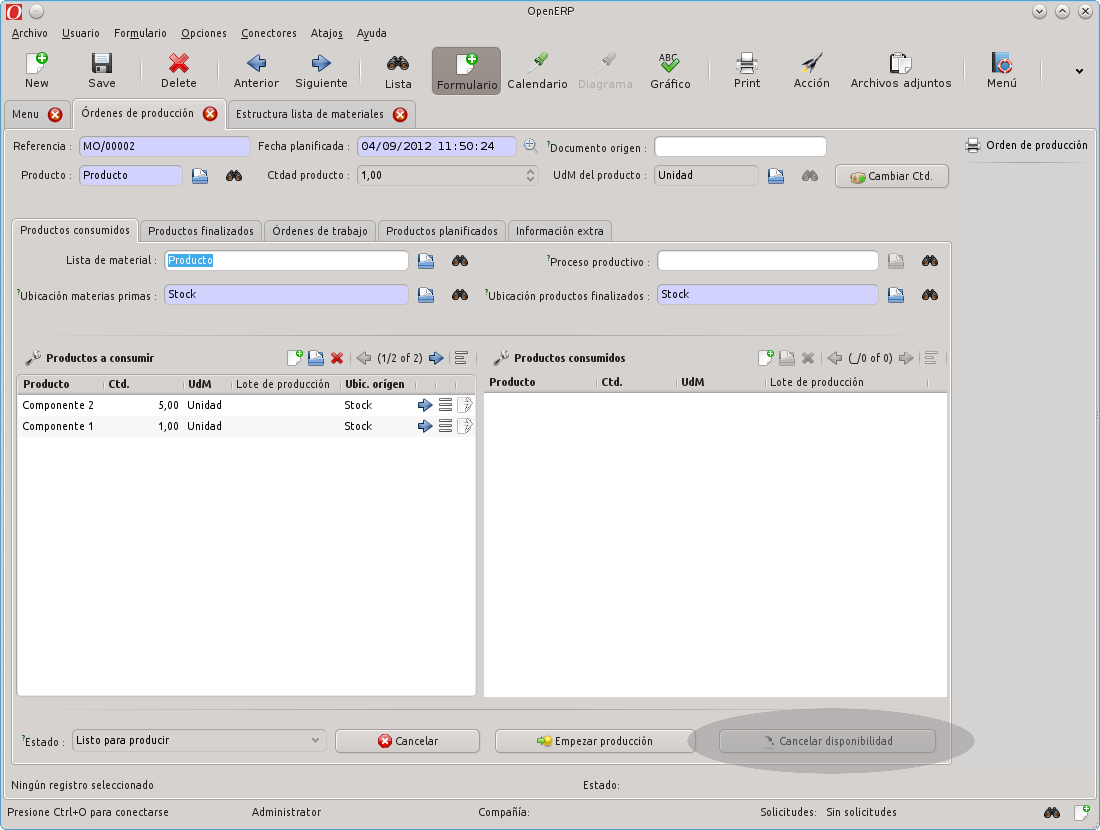 OpenERP
Archivo Usuario Formulario Opciones Conectores Atajos Ayuda
New Save Delete Anterior Siguiente Lista Formulario Calendario Diagrama ABC Gráfico Print Acción Archivos adjuntos Menú
Menu Órdenes de producción Estructura lista de materiales
Referencia : MO/00002 Fecha planificada : 04/09/2012 11:50:24 ?Documento origen : Orden de producción
Producto : Producto Ctdad producto : 1,00 UdM del producto : Unidad Cambiar Ctd.
Productos consumidos Productos finalizados Órdenes de trabajo Productos planificados Información extra
Lista de material : Producto ?Proceso productivo :
?Ubicación materias primas : Stock ?Ubicación productos finalizados : Stock
Productos a consumir (1/2 of 2) Productos consumidos (_/0 of 0)
Producto Ctd. UdM Lote de producción Ubic. orígen Producto Ctd. UdM Lote de producción
Componente 2 5,00 Unidad Stock
Componente 1 1,00 Unidad Stock
?Estado : Listo para producir Cancelar Empezar producción Cancelar disponibilidad
Ningún registro seleccionado Estado:
Presione Ctrl+O para conectarse Administrator Compañía: Solicitudes: Sin solicitudes